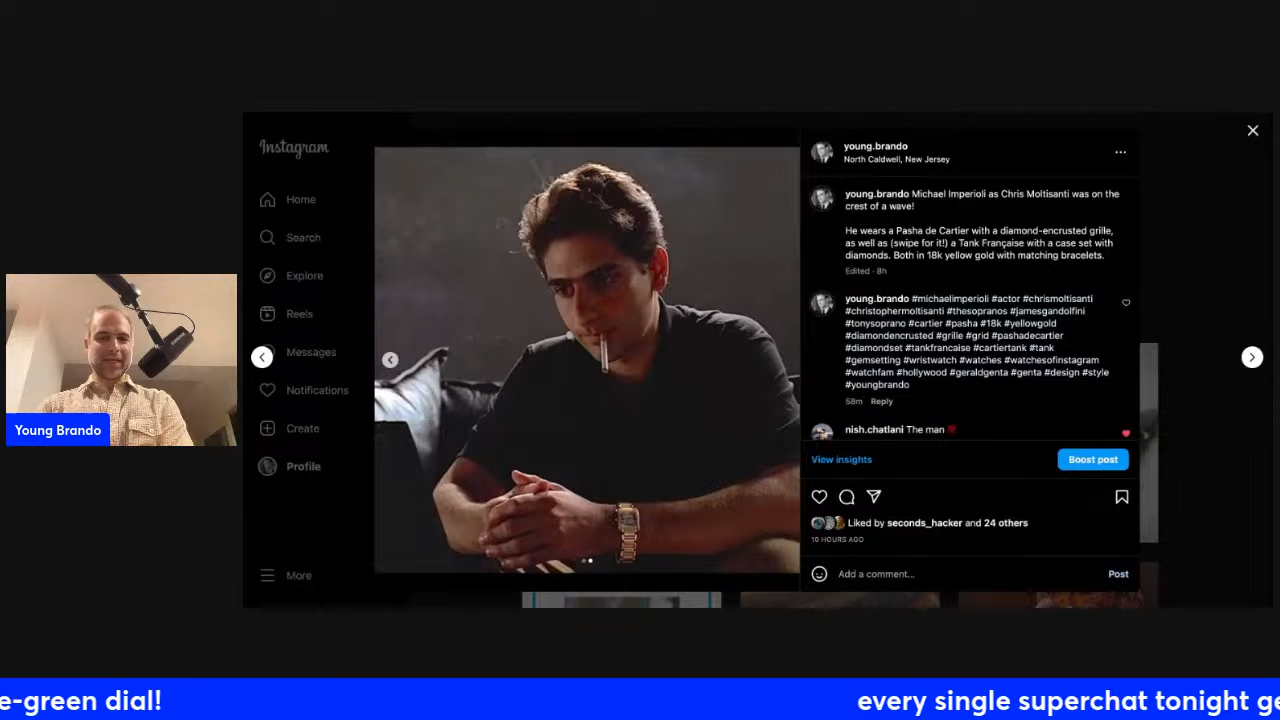 Instagram
Home
Search
Explore
Reels
Messages
Notifications
Create
Profile
More
Young Brando
young.brando
North Caldwell, New Jersey
young.brando Michael Imperioli as Chris Moltisanti was on the
crest of a wave!
He wears a Pasha de Cartier with a diamond-encrusted grille,
as well as (swipe for it!) a Tank Française with a case set with
diamonds. Both in 18k yellow gold with matching bracelets.
Edited · 8h
young.brando #michaelimperioli #actor #chrismoltisanti
#christophermoltisanti #thesopranos #jamesgandolfini
#tonysoprano #cartier #pasha #18k #yellowgold
#diamondencrusted #grille #grid #pashadecartier
#diamondset #tankfrancaise #cartiertank #tank
#gemsetting #wristwatch #watches #watchesofinstagram
#watchfam #hollywood #geraldgenta #genta #design #style
#youngbrando
58m Reply
nish.chatlani The man
View insights
Boost post
Liked by seconds_hacker and 24 others
10 HOURS AGO
Add a comment...
Post
e-green dial!
every single superchat tonight ge